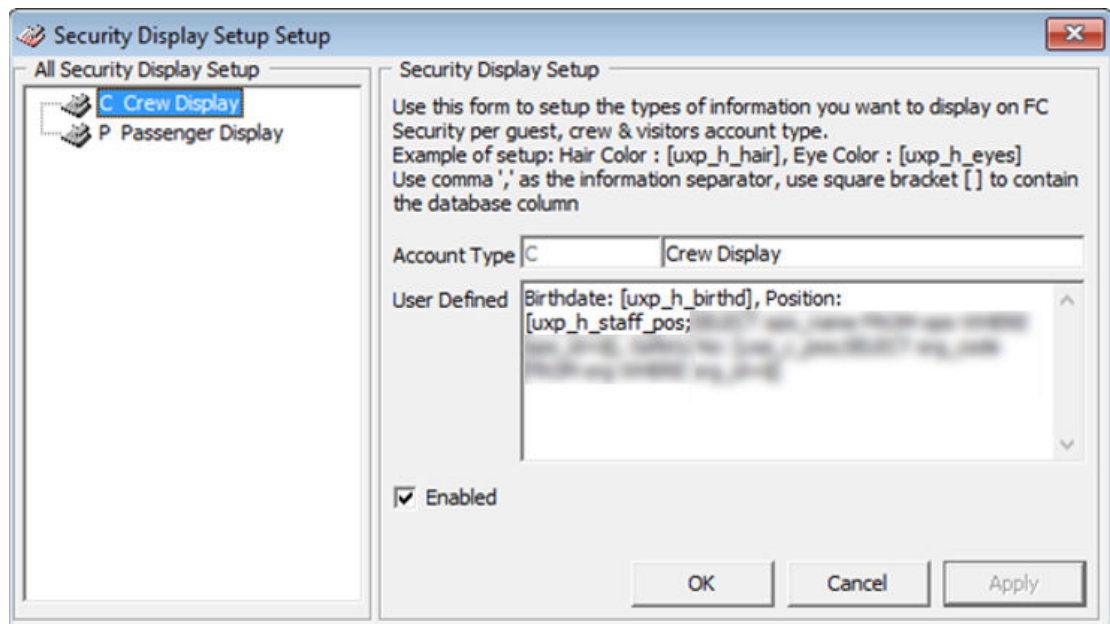 Security Display Setup Setup
All Security Display Setup
C Crew Display
P Passenger Display
Security Display Setup
Use this form to setup the types of information you want to display on FC
Security per guest, crew & visitors account type.
Example of setup: Hair Color : [uxp_h_hair], Eye Color : [uxp_h_eyes]
Use comma ',' as the information separator, use square bracket [ ] to contain
the database column
Account Type C Crew Display
User Defined Birthdate: [uxp_h_birthd], Position:
[uxp_h_staff_pos;
Enabled
OK Cancel Apply